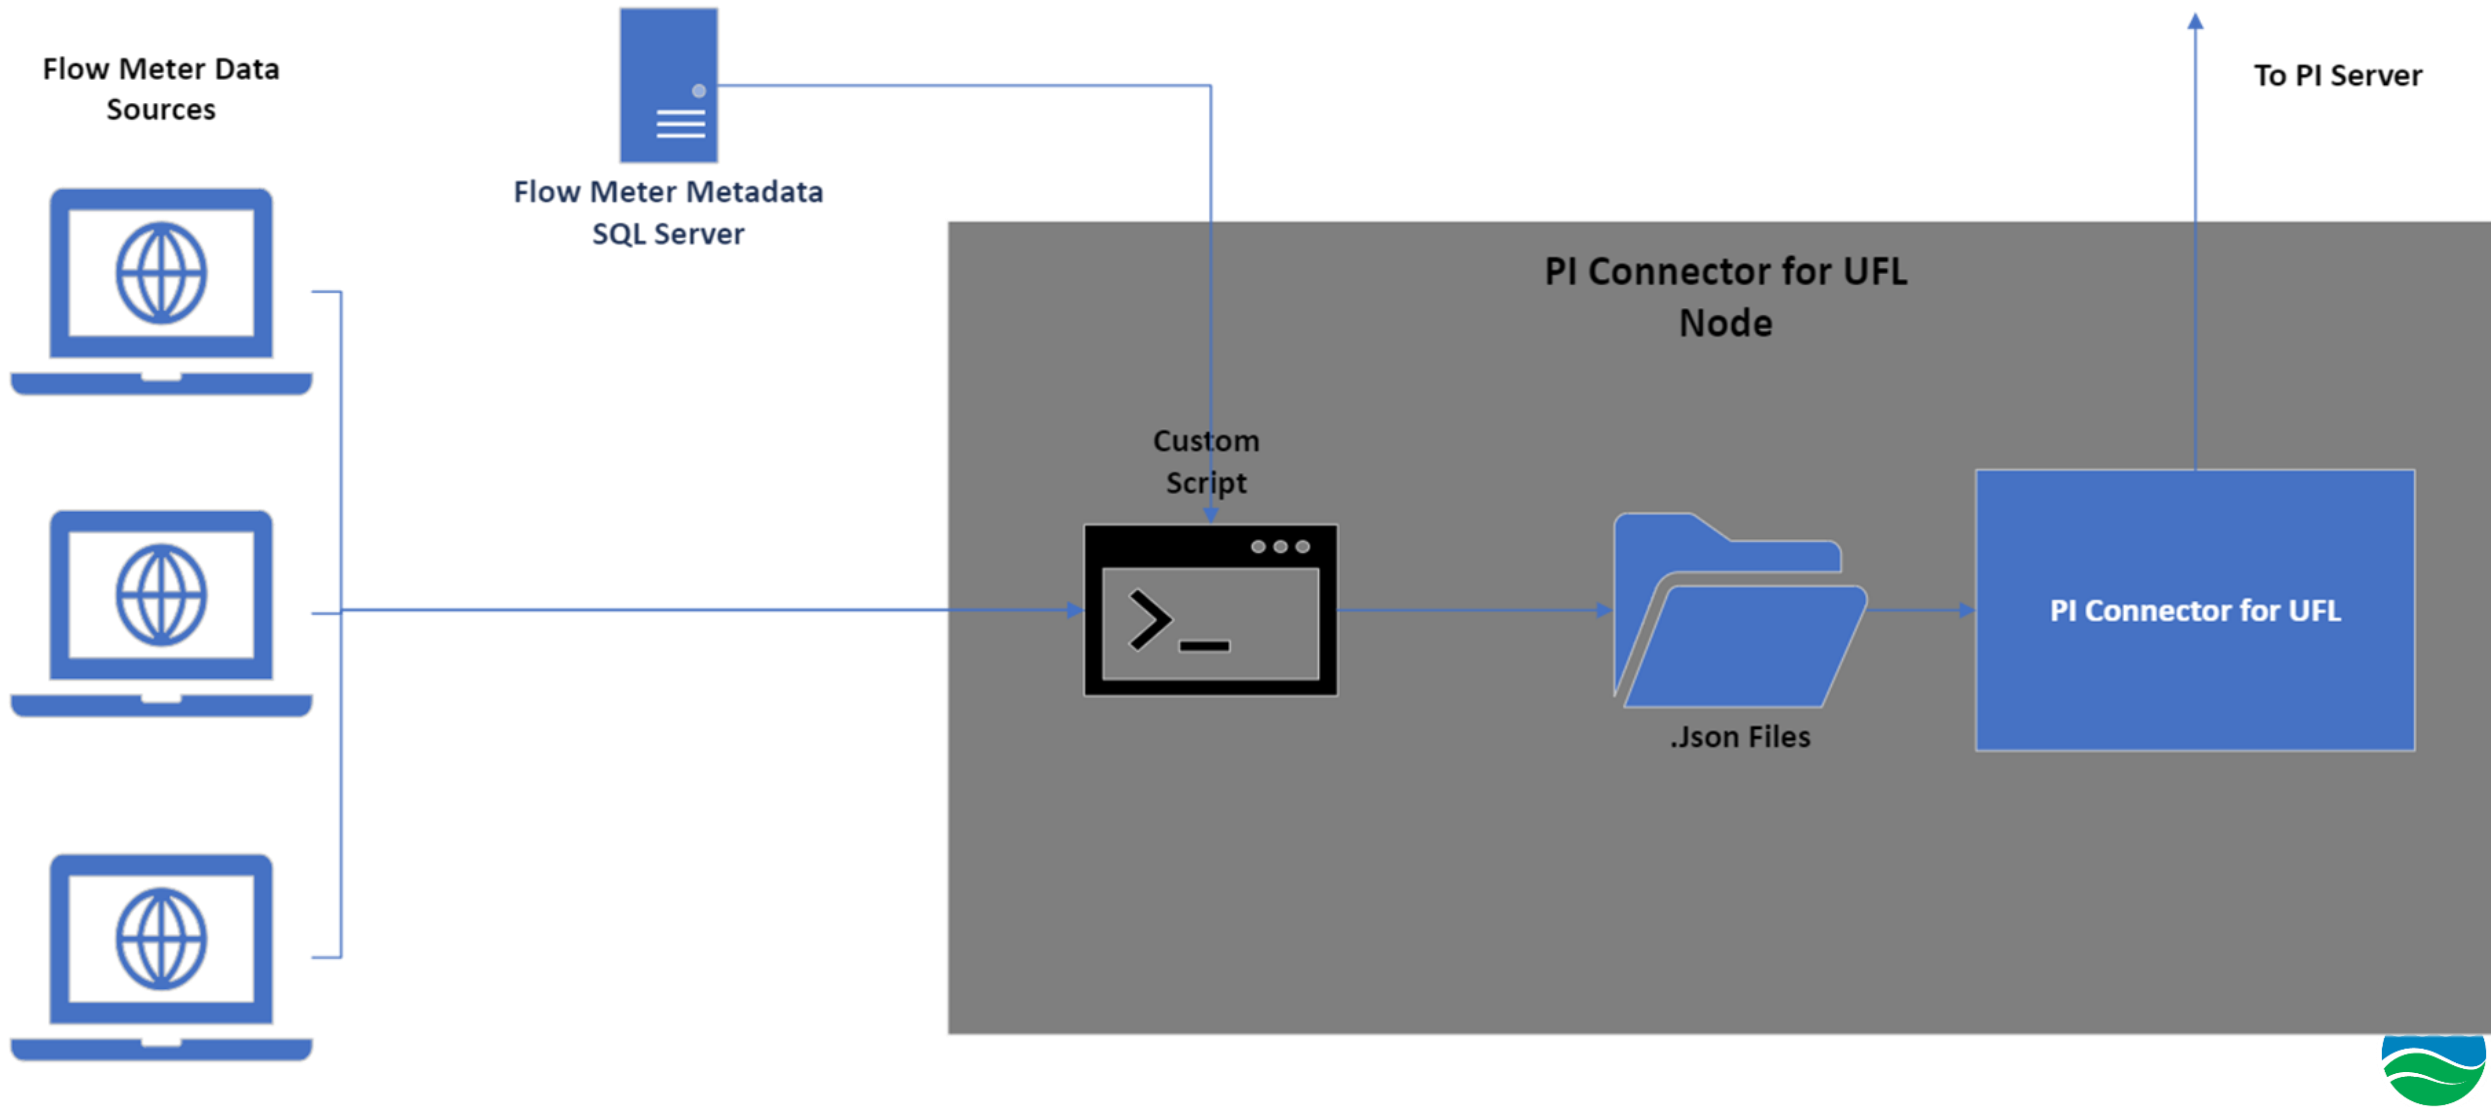 Flow Meter Data
Sources
Flow Meter Metadata
SQL Server
To PI Server
PI Connector for UFL
Node
Custom
Script
>_
.Json Files
PI Connector for UFL